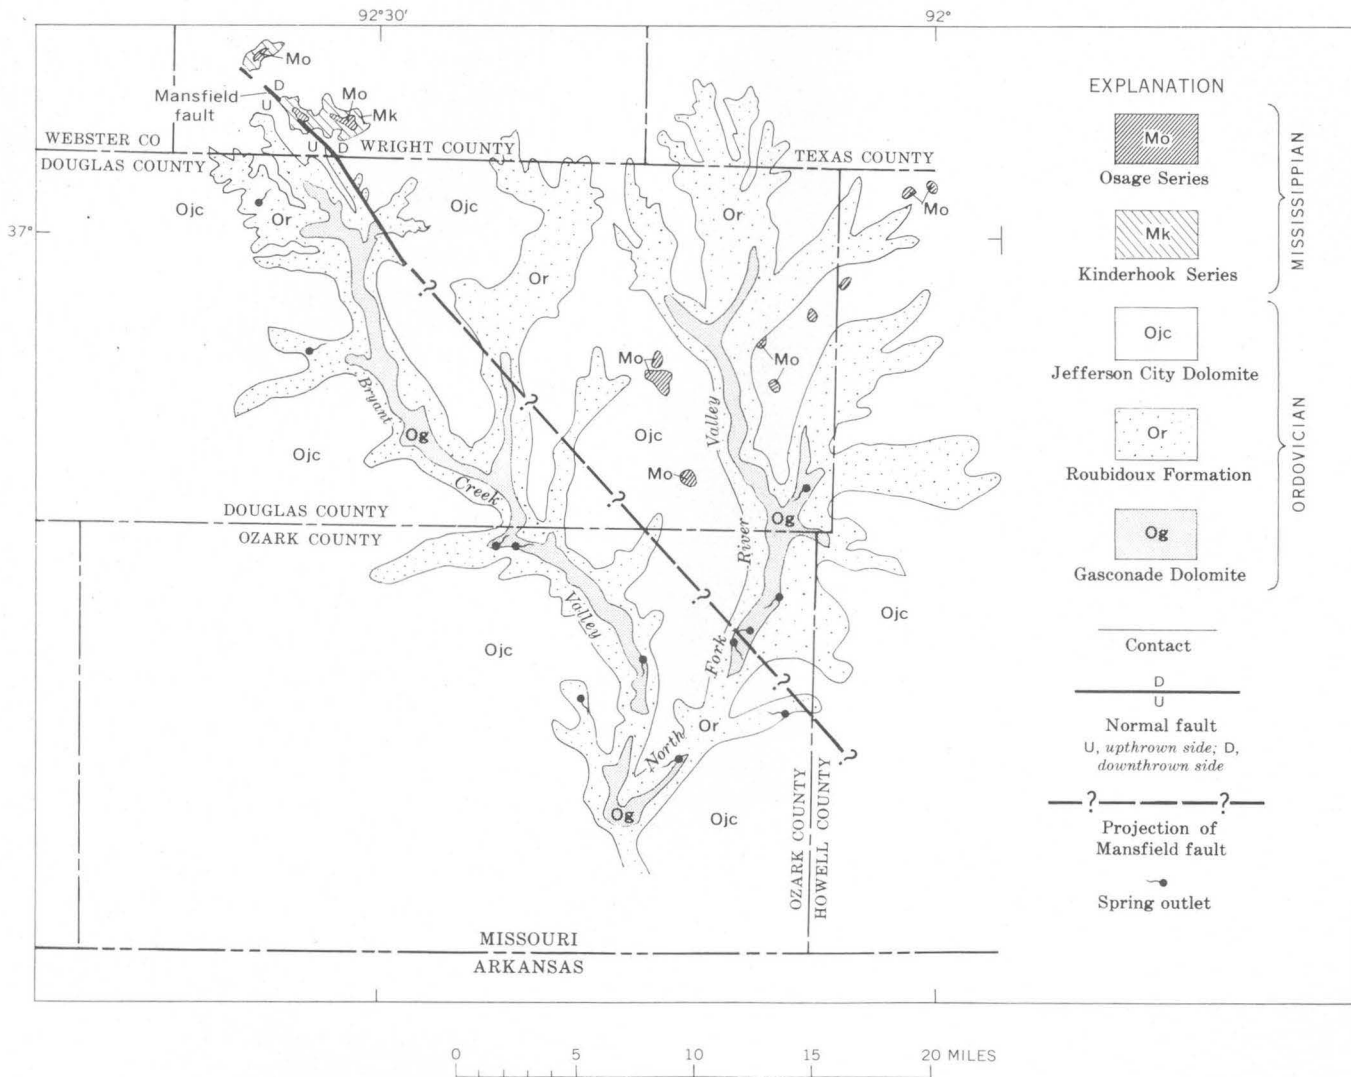 92°30'
92°
Mo
D
Mansfield fault
U
Mo
Mk
WEBSTER CO
U
D
WRIGHT COUNTY
TEXAS COUNTY
DOUGLAS COUNTY
Ojc
Or
Ojc
Or
Mo
37°
?
Or
Mo
Mo
Bryant
?
Valley
Og
Ojc
Ojc
Mo
Creek
?
DOUGLAS COUNTY
OZARK COUNTY
Og
River
Valley
?
Ojc
Ojc
Fork
?
Or
North
?
Og
Ojc
OZARK COUNTY
HOWELL COUNTY
MISSOURI
ARKANSAS
EXPLANATION
Mo
Osage Series
Mk
Kinderhook Series
MISSISSIPPIAN
Ojc
Jefferson City Dolomite
Or
Roubidoux Formation
Og
Gasconade Dolomite
ORDOVICIAN
Contact
D
U
Normal fault
U, upthrown side; D,
downthrown side
? ?
Projection of
Mansfield fault
Spring outlet
0 5 10 15 20 MILES